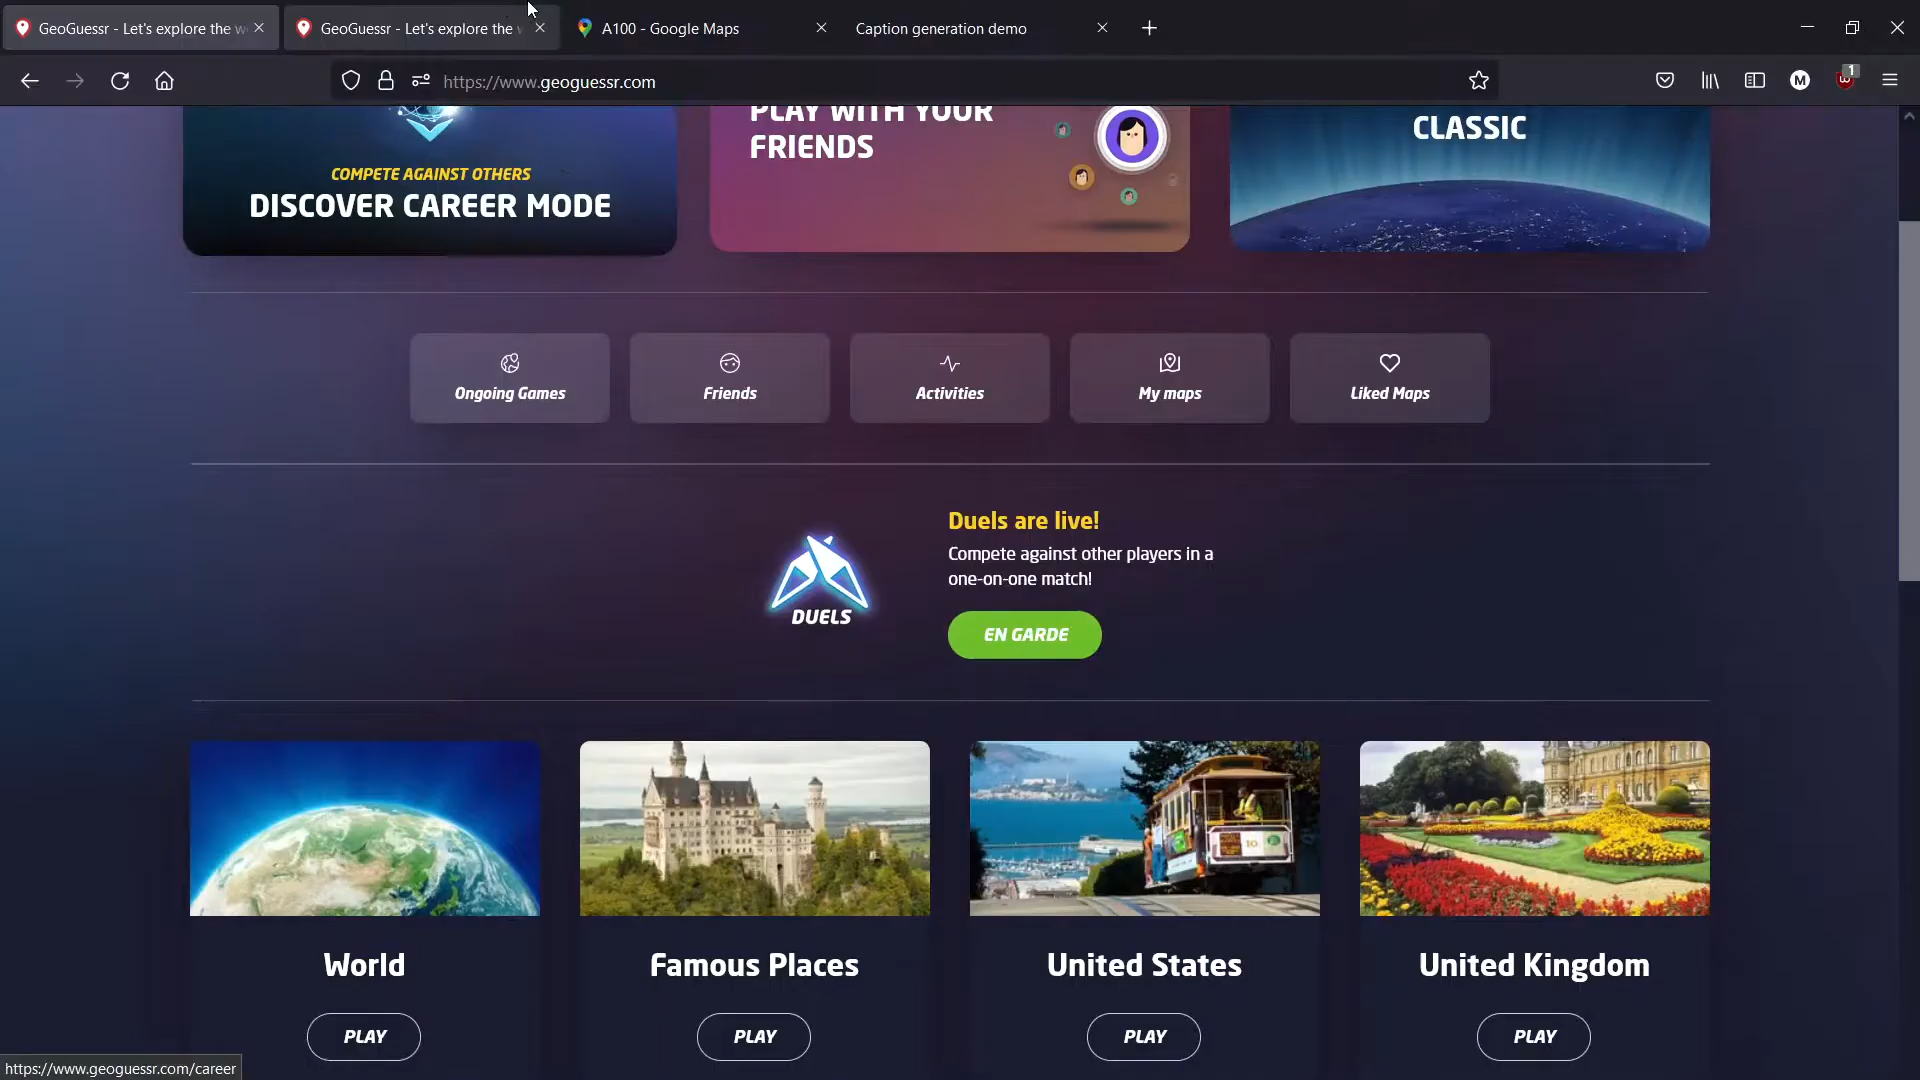 GeoGuessr - Let's explore the w
GeoGuessr - Let's explore the w
A100 - Google Maps
Caption generation demo
https://www.geoguessr.com
1
M
COMPETE AGAINST OTHERS
DISCOVER CAREER MODE
PLAY WITH YOUR
FRIENDS
CLASSIC
Ongoing Games
Friends
Activities
My maps
Liked Maps
DUELS
Duels are live!
Compete against other players in a
one-on-one match!
EN GARDE
World
Famous Places
United States
United Kingdom
PLAY
PLAY
PLAY
PLAY
https://www.geoguessr.com/career